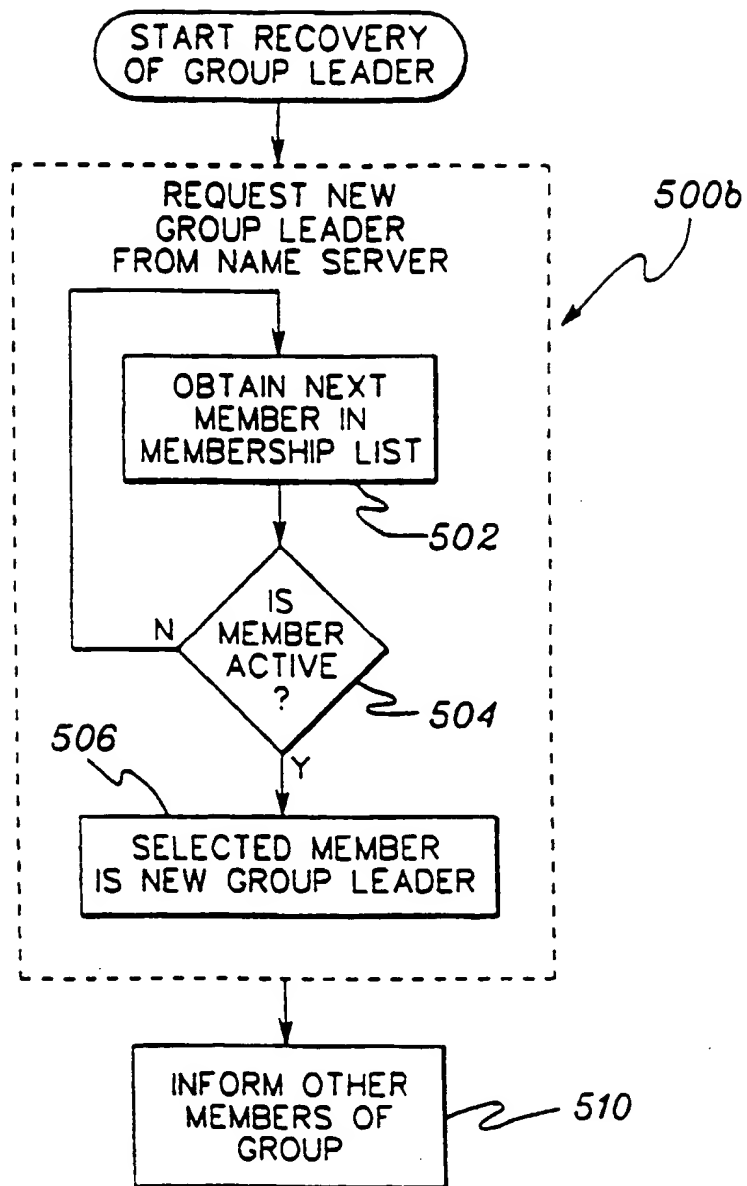 START RECOVERY
OF GROUP LEADER
REQUEST NEW
GROUP LEADER
FROM NAME SERVER
500b
OBTAIN NEXT
MEMBER IN
MEMBERSHIP LIST
502
IS
MEMBER
ACTIVE
?
N
504
Y
506
SELECTED MEMBER
IS NEW GROUP LEADER
INFORM OTHER
MEMBERS OF
GROUP
510